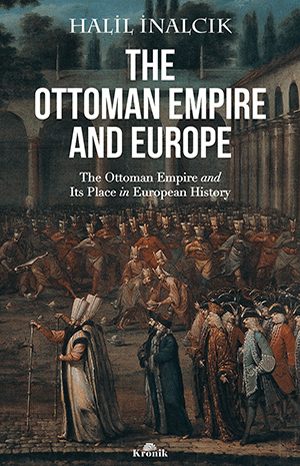 HALİL İNALCIK
THE
OTTOMAN EMPIRE
AND EUROPE
The Ottoman Empire and
Its Place in European History
Kronik